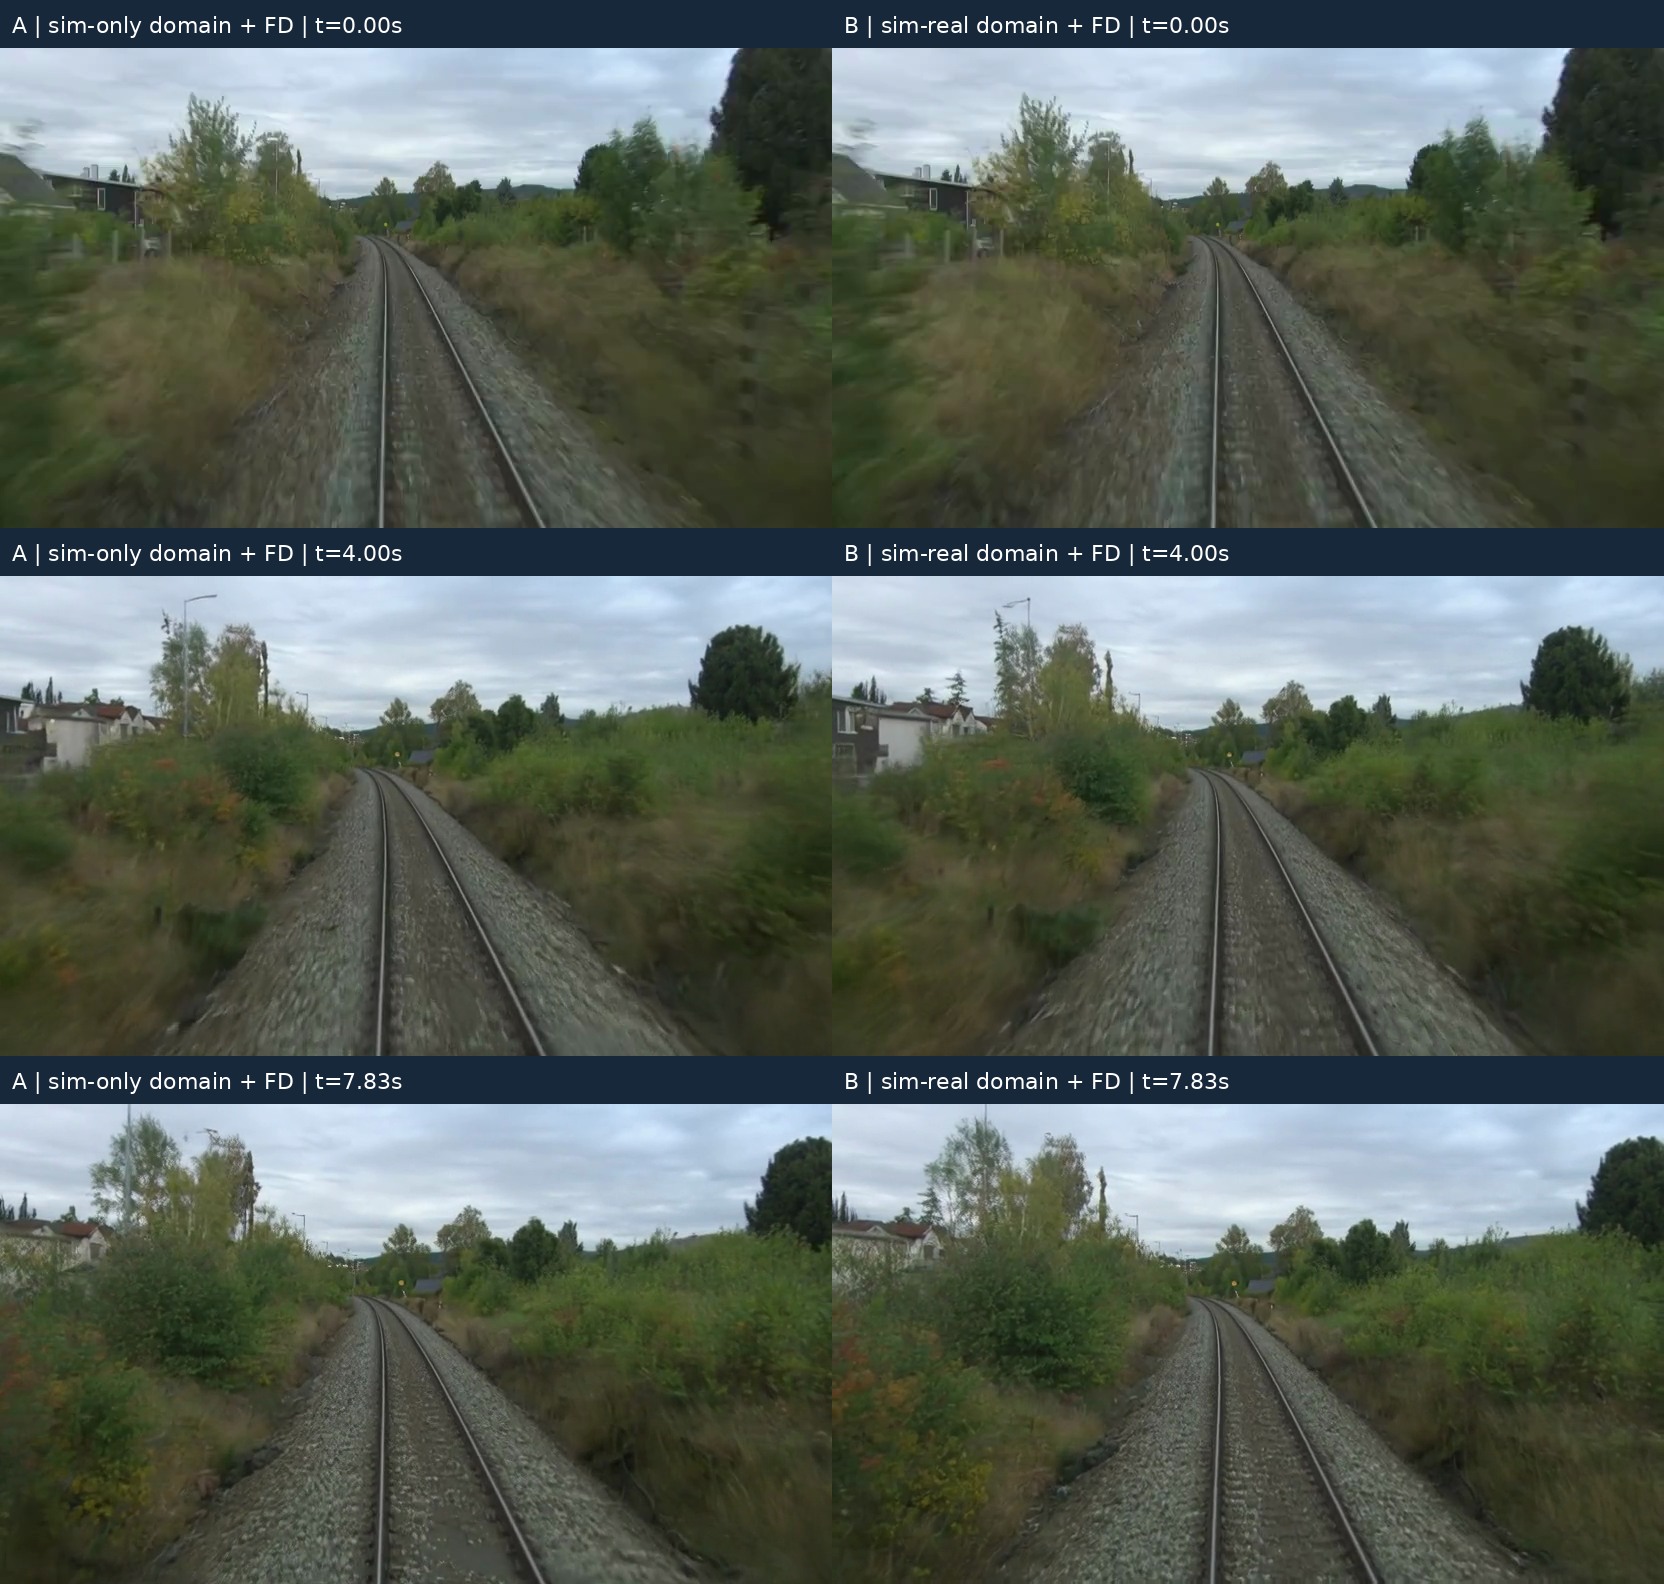 A | sim-only domain + FD | t=0.00s
B | sim-real domain + FD | t=0.00s
A | sim-only domain + FD | t=4.00s
B | sim-real domain + FD | t=4.00s
A | sim-only domain + FD | t=7.83s
B | sim-real domain + FD | t=7.83s